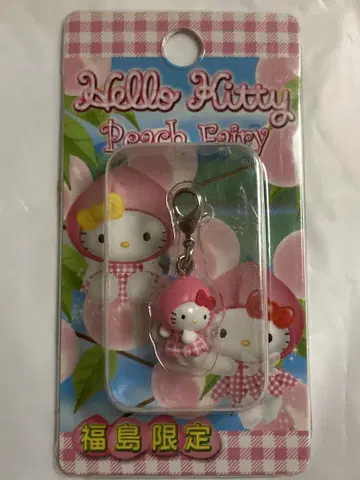 Hello Kitty
Peach Fairy
福島限定